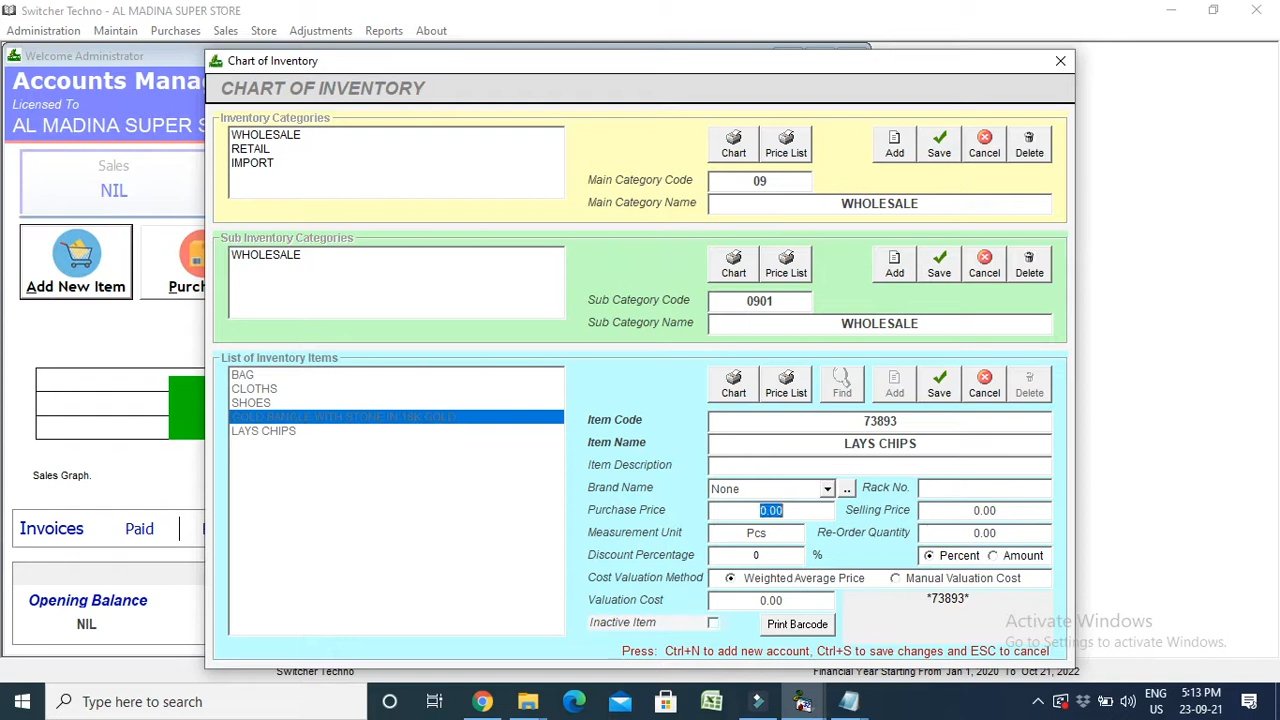 Switcher Techno - AL MADINA SUPER STORE
Administration Maintain Purchases Sales Store Adjustments Reports About
Welcome Administrator
Accounts Mana
Licensed To
AL MADINA SUPER S
Sales
NIL
Add New Item
Purch
Sales Graph.
Invoices Paid
Opening Balance
NIL
Chart of Inventory
CHART OF INVENTORY
Inventory Categories
WHOLESALE
RETAIL
IMPORT
Chart Price List Add Save Cancel Delete
Main Category Code 09
Main Category Name WHOLESALE
Sub Inventory Categories
WHOLESALE
Chart Price List Add Save Cancel Delete
Sub Category Code 0901
Sub Category Name WHOLESALE
List of Inventory Items
BAG
CLOTHS
SHOES
GOLD BANGLE WITH STONE IN 18K GOLD
LAYS CHIPS
Chart Price List Find Add Save Cancel Delete
Item Code 73893
Item Name LAYS CHIPS
Item Description
Brand Name None .. Rack No.
Purchase Price 0.00 Selling Price 0.00
Measurement Unit Pcs Re-Order Quantity 0.00
Discount Percentage 0 % Percent Amount
Cost Valuation Method Weighted Average Price Manual Valuation Cost
Valuation Cost 0.00 *73893*
Inactive Item Print Barcode
Press: Ctrl+N to add new account, Ctrl+S to save changes and ESC to cancel
Activate Windows
Go to Settings to activate Windows.
Switcher Techno Financial Year Starting From Jan 1, 2020 To Oct 21, 2022
Type here to search
ENG
US
5:13 PM
23-09-21